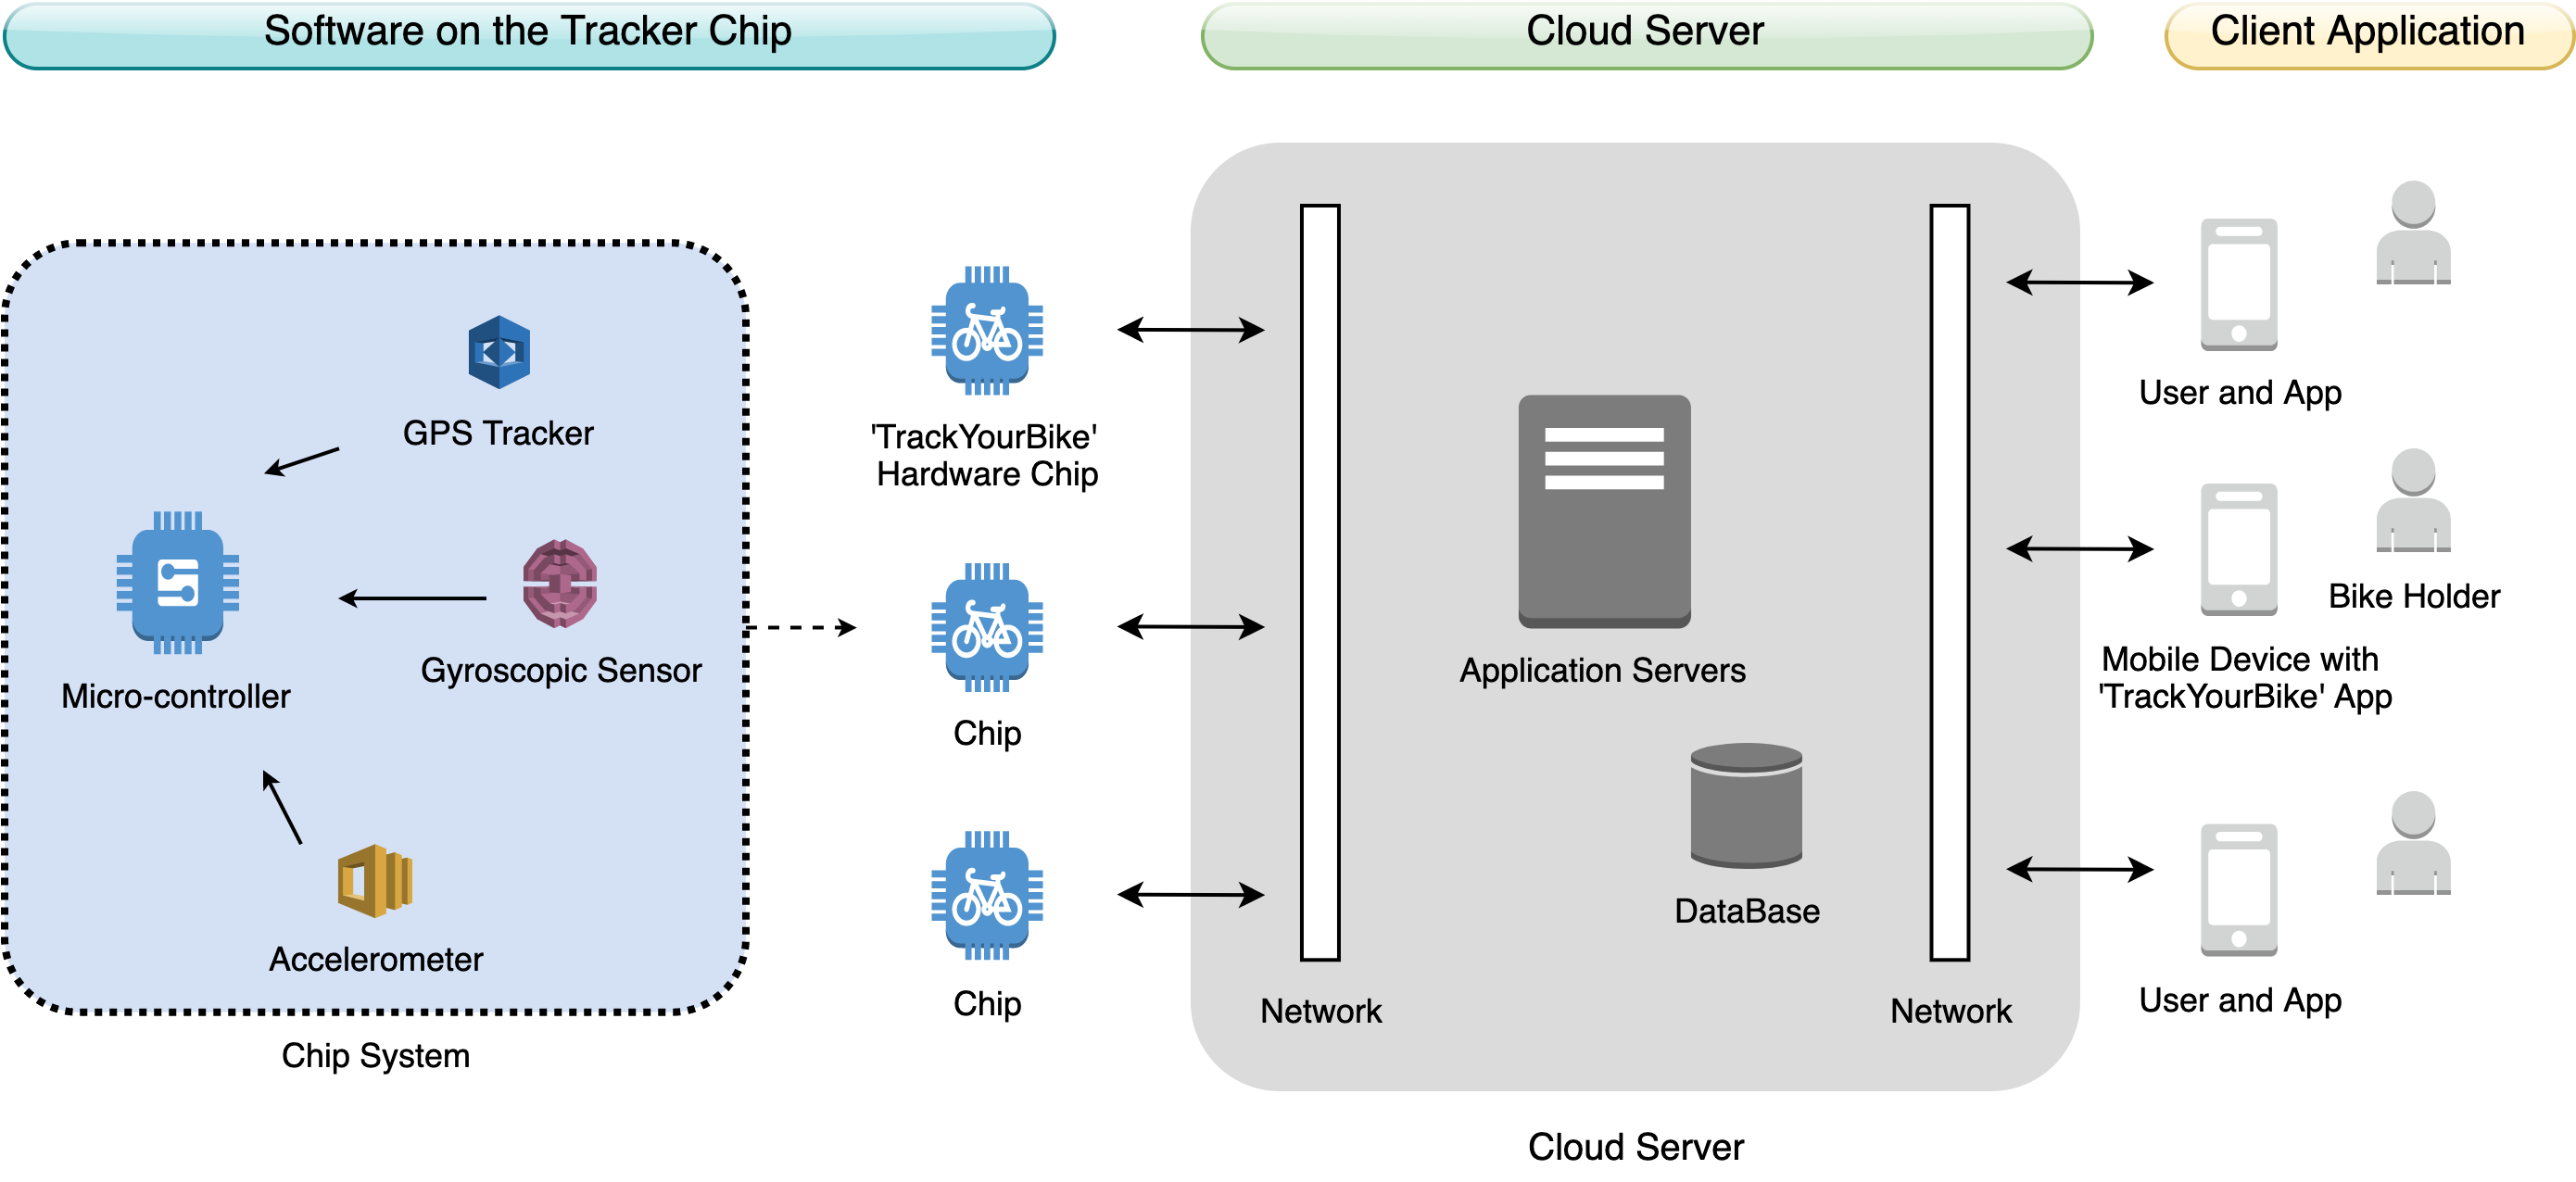 Software on the Tracker Chip
Cloud Server
Client Application
GPS Tracker
Gyroscopic Sensor
Micro-controller
Accelerometer
Chip System
'TrackYourBike'
Hardware Chip
Chip
Chip
Network
Application Servers
DataBase
Network
Cloud Server
User and App
Bike Holder
Mobile Device with
'TrackYourBike' App
User and App